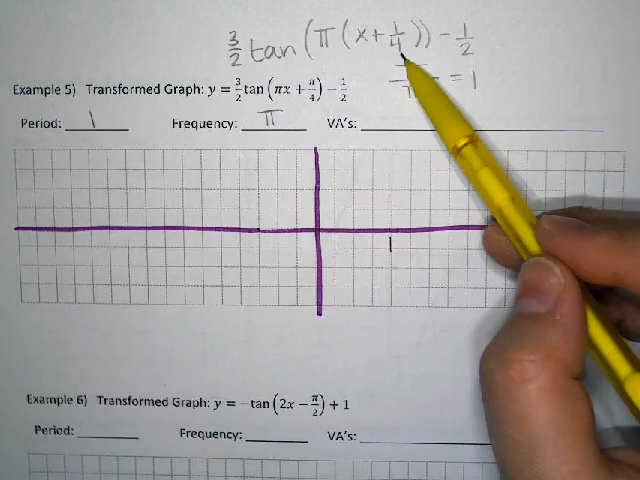 3/2 tan (π (x + 1/4)) - 1/2
= 1
Example 5) Transformed Graph: y = 3/2 tan(πx + π/4) − 1/2
Period: 1 Frequency: π VA's:
1
Example 6) Transformed Graph: y = −tan(2x − π/2) + 1
Period: Frequency: VA's: